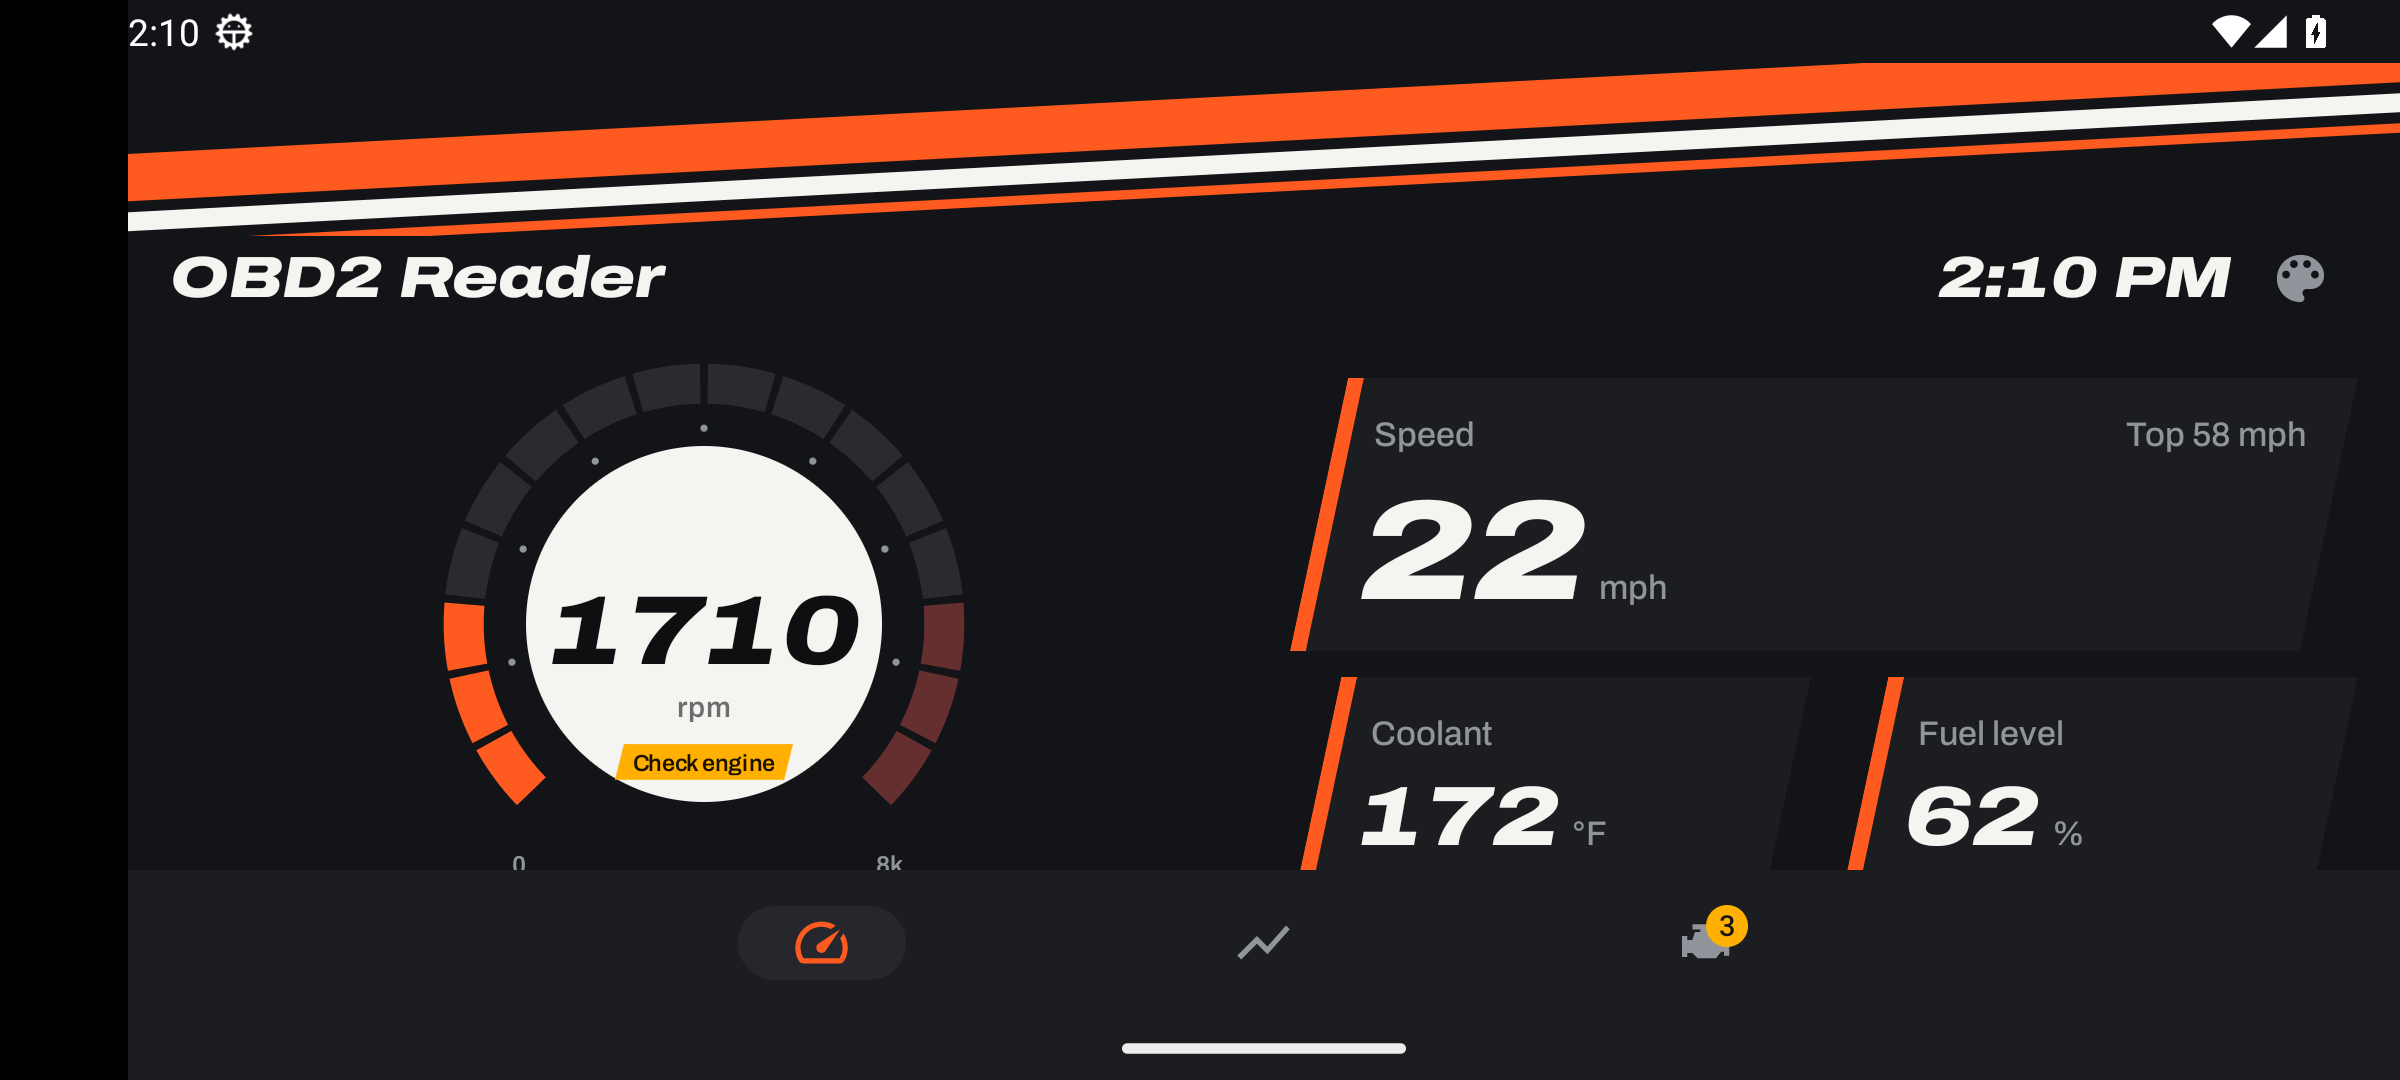 2:10
OBD2 Reader
2:10 PM
1710
rpm
Check engine
0
8k
Speed
Top 58 mph
22 mph
Coolant
172 °F
Fuel level
62 %
3